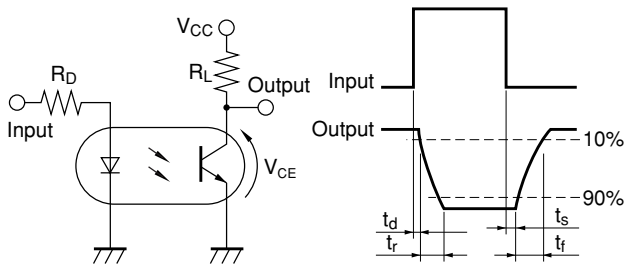 VCC
RD
RL
Output
Input
VCE
Input
Output
10%
90%
td
ts
tr
tf